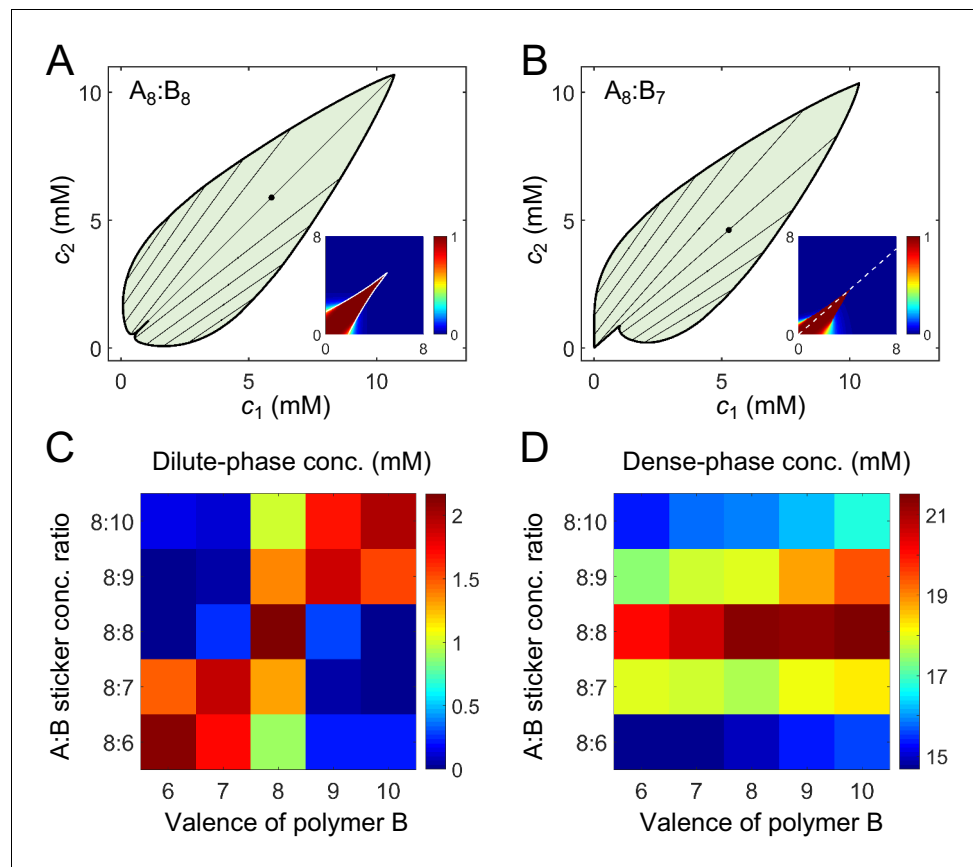 A
B
A8:B8
A8:B7
10
5
0
c2 (mM)
8
0
0
8
1
0
0
5
10
c1 (mM)
10
5
0
c2 (mM)
8
0
0
8
1
0
0
5
10
c1 (mM)
C
D
Dilute-phase conc. (mM)
Dense-phase conc. (mM)
A:B sticker conc. ratio
8:10
8:9
8:8
8:7
8:6
2
1.5
1
0.5
0
6 7 8 9 10
Valence of polymer B
A:B sticker conc. ratio
8:10
8:9
8:8
8:7
8:6
21
19
17
15
6 7 8 9 10
Valence of polymer B